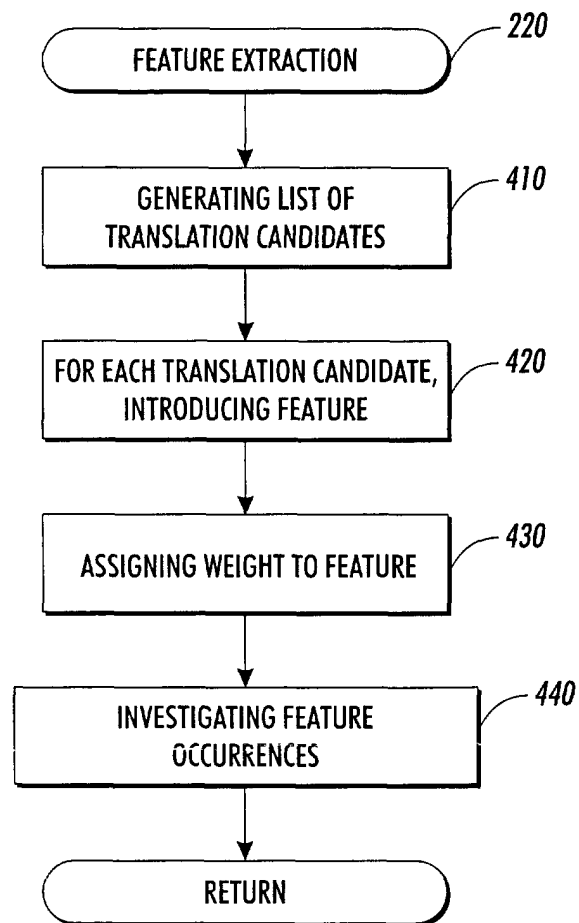 220
FEATURE EXTRACTION
410
GENERATING LIST OF
TRANSLATION CANDIDATES
420
FOR EACH TRANSLATION CANDIDATE,
INTRODUCING FEATURE
430
ASSIGNING WEIGHT TO FEATURE
440
INVESTIGATING FEATURE
OCCURRENCES
RETURN